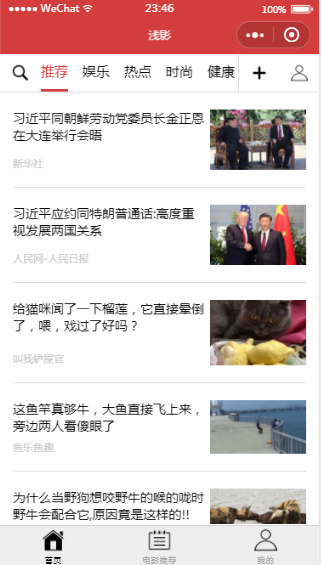 WeChat 23:46 100%
浅影
推荐 娱乐 热点 时尚 健康
习近平同朝鲜劳动党委员长金正恩
在大连举行会晤
新华社
习近平应约同特朗普通话:高度重
视发展两国关系
人民网-人民日报
给猫咪闻了一下榴莲，它直接晕倒
了，喂，戏过了好吗？
叫我铲屎官
这鱼竿真够牛，大鱼直接飞上来，
旁边两人看傻眼了
鱼乐鱼趣
为什么当野狗想咬野牛的喉的咙时
野牛会配合它,原因竟是这样的!!
首页 电影推荐 我的